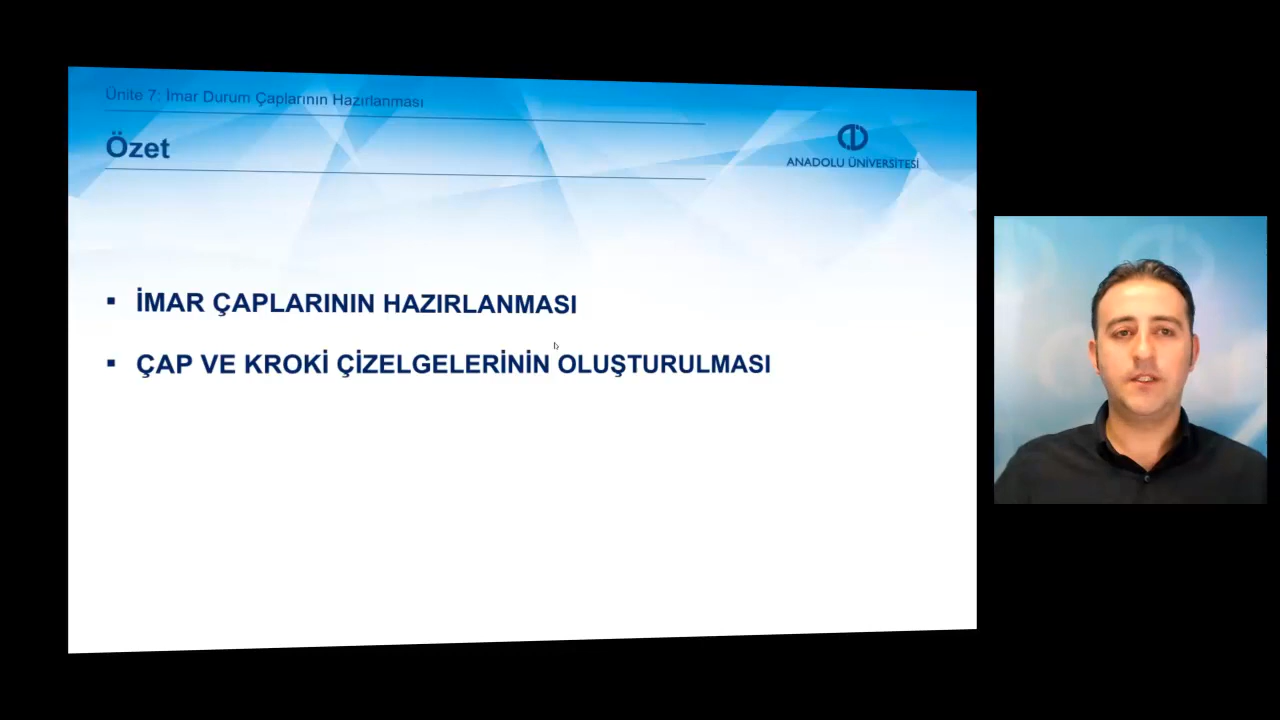 Ünite 7: İmar Durum Çaplarının Hazırlanması
Özet
ANADOLU ÜNİVERSİTESİ
▪ İMAR ÇAPLARININ HAZIRLANMASI
▪ ÇAP VE KROKİ ÇİZELGELERİNİN OLUŞTURULMASI